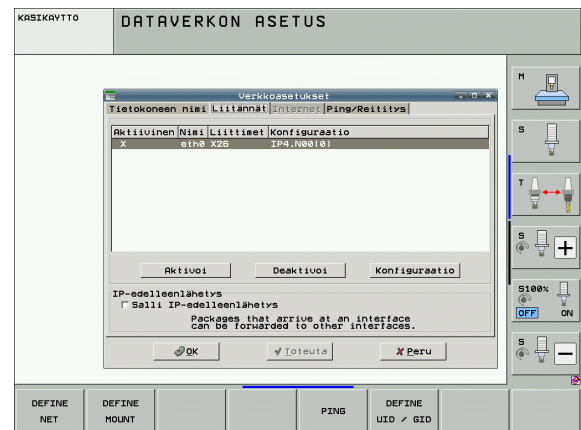 KÄSIKÄYTTÖ
DATAVERKON ASETUS
Verkkoasetukset
Tietokoneen nimi Liitännät Internet Ping/Reititys
Aktiivinen Nimi Liittimet Konfiguraatio
X eth0 X26 IP4.N00[0]
Aktivoi Deaktivoi Konfiguraatio
IP-edelleenlähetys
Salli IP-edelleenlähetys
Packages that arrive at an interface
can be forwarded to other interfaces.
OK Toteuta Peru
M
S
T
S
S100%
OFF ON
S
DEFINE NET
DEFINE MOUNT
PING
DEFINE UID / GID